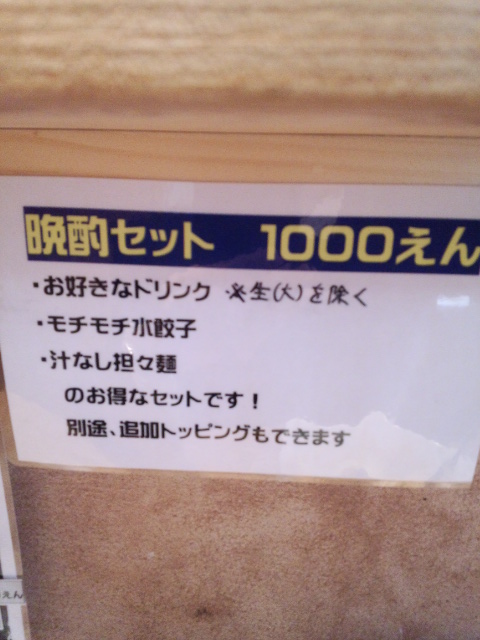 晩酌セット 1000えん
・お好きなドリンク ※生(大)を除く
・モチモチ水餃子
・汁なし担々麺
のお得なセットです!
別途、追加トッピングもできます
えん